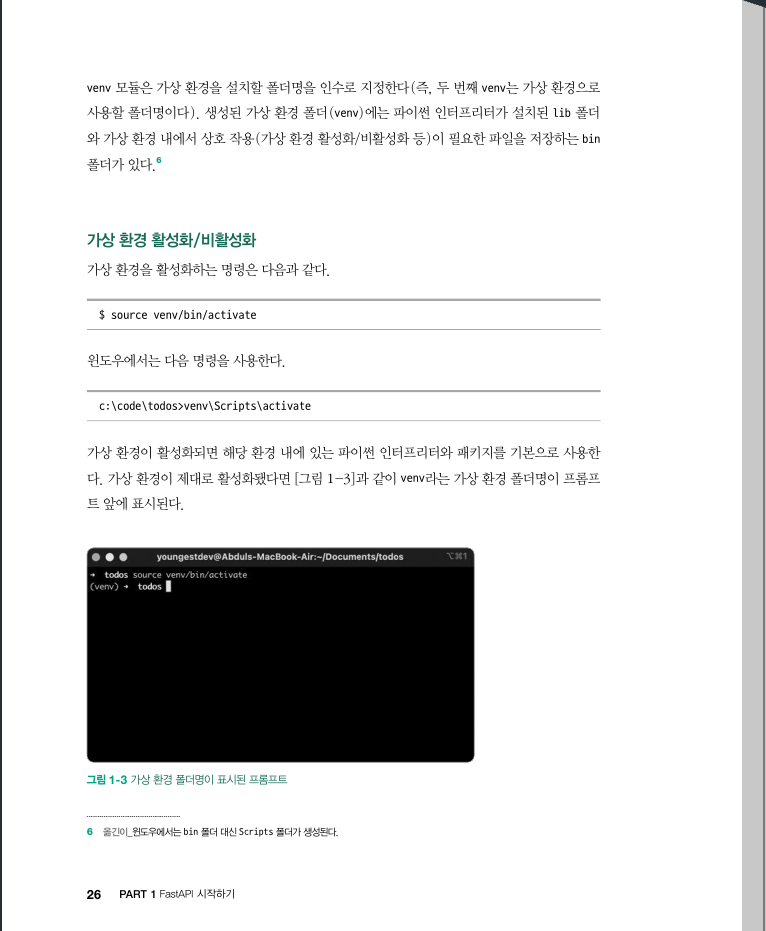 venv 모듈은 가상 환경을 설치할 폴더명을 인수로 지정한다(즉, 두 번째 venv는 가상 환경으로
사용할 폴더명이다). 생성된 가상 환경 폴더(venv)에는 파이썬 인터프리터가 설치된 lib 폴더
와 가상 환경 내에서 상호 작용(가상 환경 활성화/비활성화 등)이 필요한 파일을 저장하는 bin
폴더가 있다.6
가상 환경 활성화/비활성화
가상 환경을 활성화하는 명령은 다음과 같다.
$ source venv/bin/activate
윈도우에서는 다음 명령을 사용한다.
c:\code\todos>venv\Scripts\activate
가상 환경이 활성화되면 해당 환경 내에 있는 파이썬 인터프리터와 패키지를 기본으로 사용한
다. 가상 환경이 제대로 활성화됐다면 [그림 1-3]과 같이 venv라는 가상 환경 폴더명이 프롬프
트 앞에 표시된다.
youngestdev@Abduls-MacBook-Air:~/Documents/todos ⌥⌘1
→ todos source venv/bin/activate
(venv) → todos
그림 1-3 가상 환경 폴더명이 표시된 프롬프트
6 옮긴이_윈도우에서는 bin 폴더 대신 Scripts 폴더가 생성된다.
26 PART 1 FastAPI 시작하기